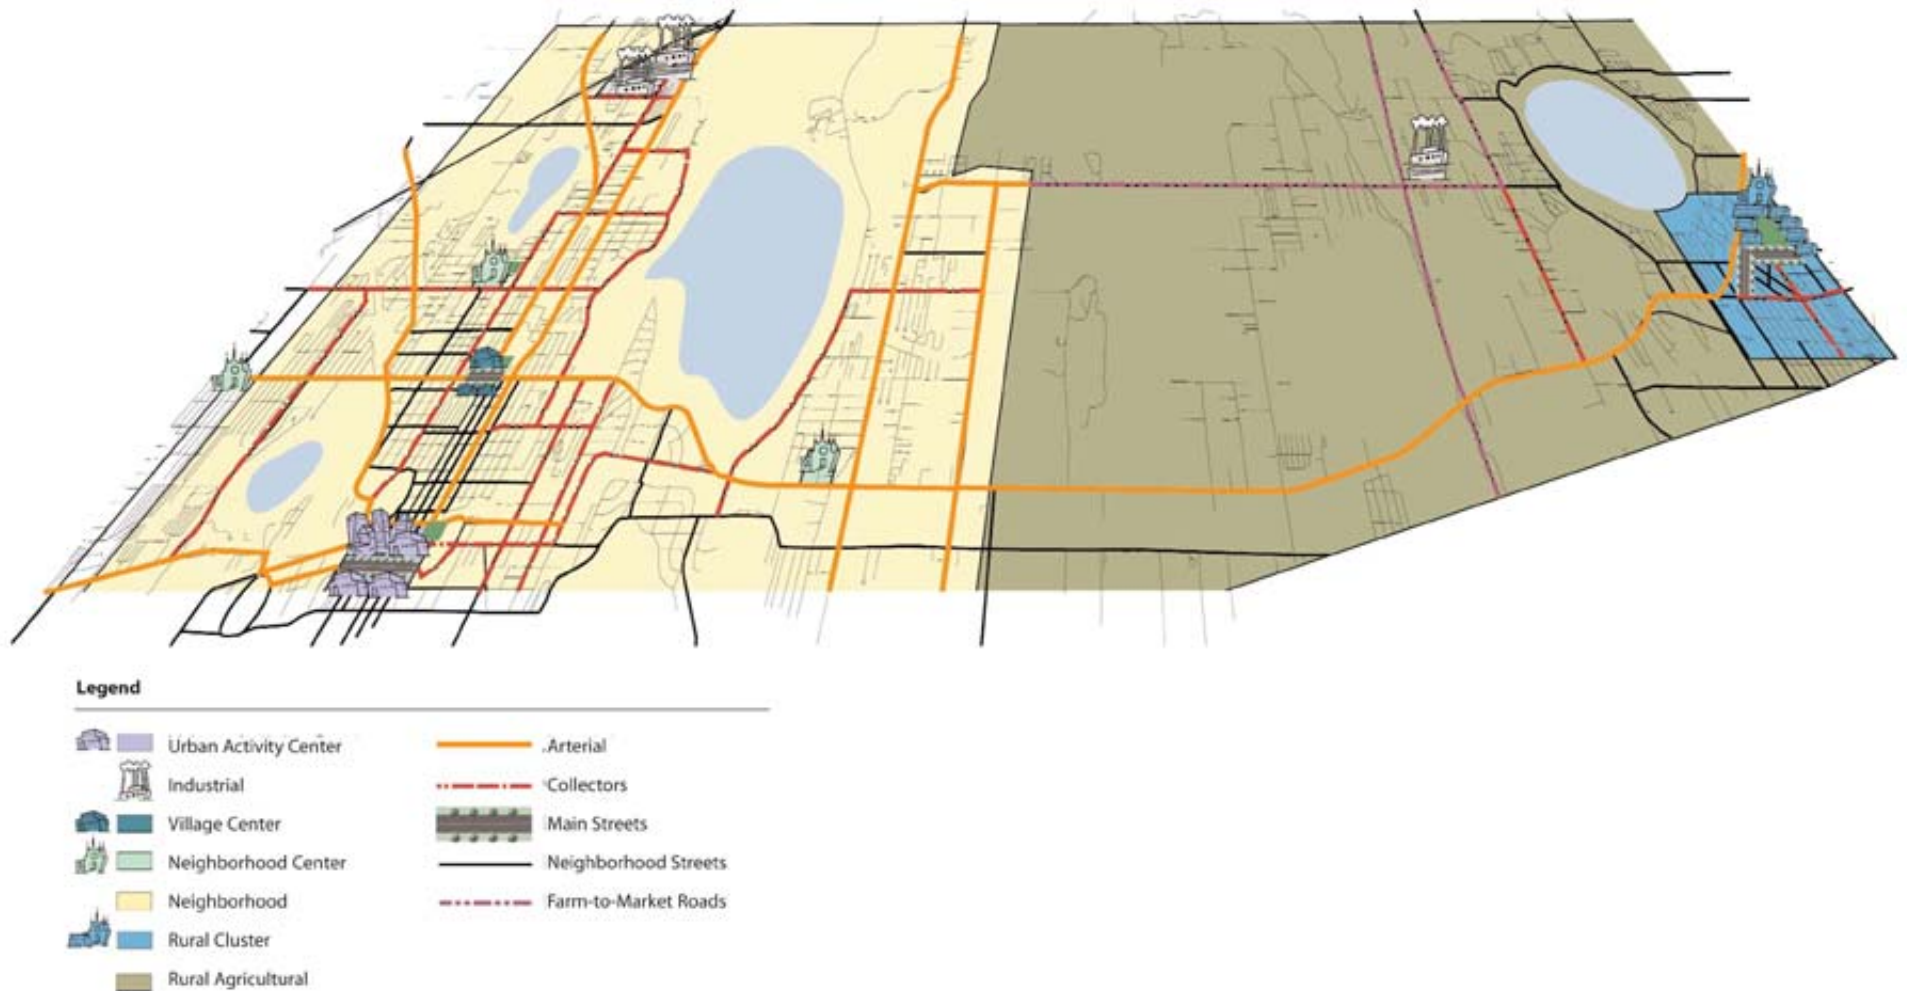 Legend
Urban Activity Center
Industrial
Village Center
Neighborhood Center
Neighborhood
Rural Cluster
Rural Agricultural
Arterial
Collectors
Main Streets
Neighborhood Streets
Farm-to-Market Roads